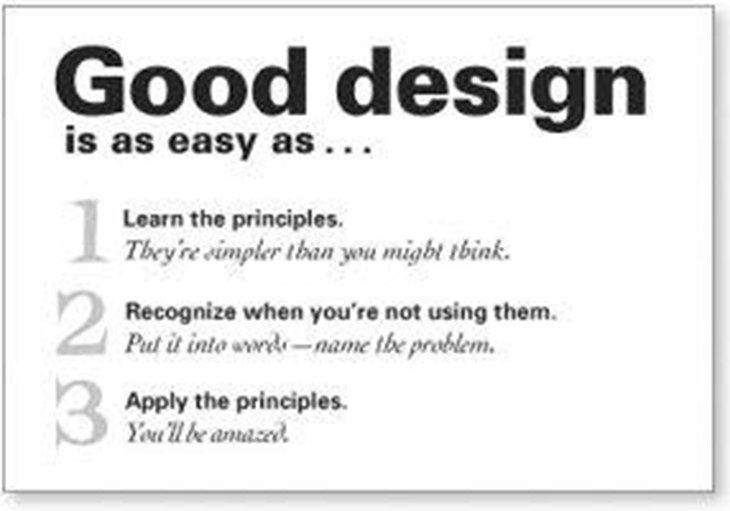 Good design
is as easy as . . .
1 Learn the principles.
They're simpler than you might think.
2 Recognize when you're not using them.
Put it into words—name the problem.
3 Apply the principles.
You'll be amazed.